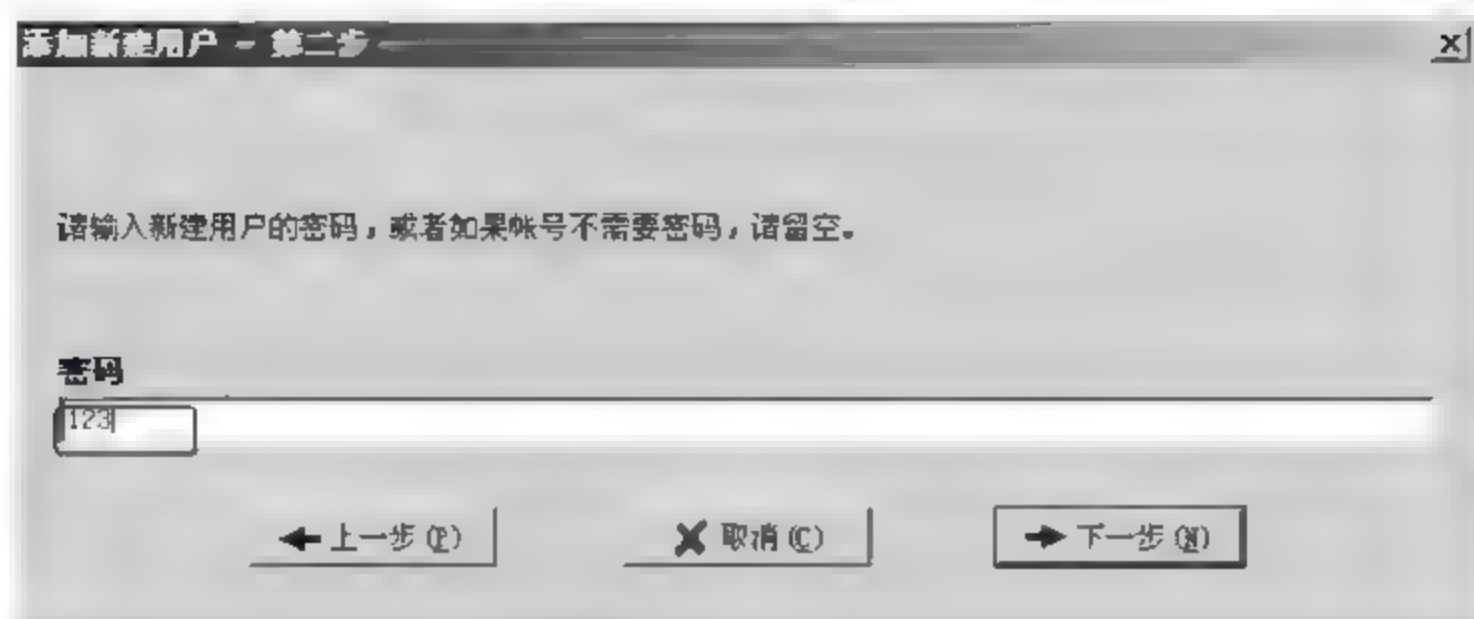 添加新建用户 - 第二步
请输入新建用户的密码，或者如果帐号不需要密码，请留空。
密码
123
上一步(P) 取消(C) 下一步(N)